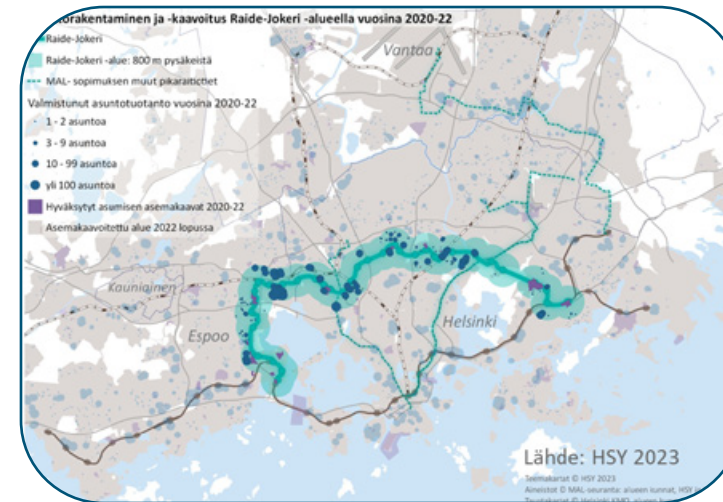 ja -kaavoitus Raide-Jokeri -alueella vuosina 2020-22
Raide-Jokeri
Raide-Jokeri -alue: 800 m pysäkeistä
MAL- sopimuksen muut pikaraitiotiet
Valmistunut asuntotuotanto vuosina 2020-22
1 - 2 asuntoa
3 - 9 asuntoa
10 - 99 asuntoa
yli 100 asuntoa
Hyväksytyt asumisen asemakaavat 2020-22
Asemakaavoitettu alue 2022 lopussa
Vantaa
Kauniainen
Espoo
Helsinki
Lähde: HSY 2023
Teemakartat © HSY 2023
Aineistot © MAL-seuranta: alueen kunnat, HSY